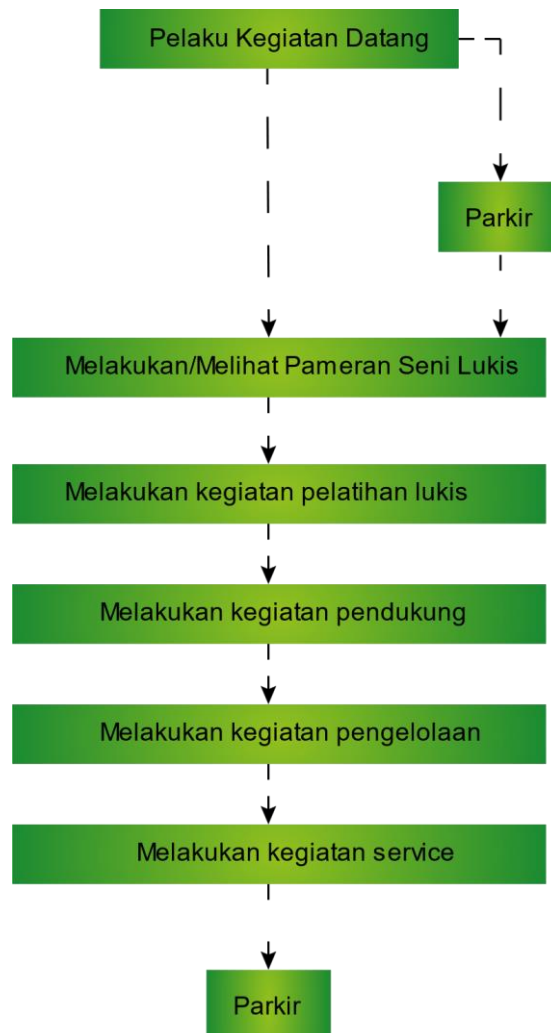 Pelaku Kegiatan Datang
Parkir
Melakukan/Melihat Pameran Seni Lukis
Melakukan kegiatan pelatihan lukis
Melakukan kegiatan pendukung
Melakukan kegiatan pengelolaan
Melakukan kegiatan service
Parkir